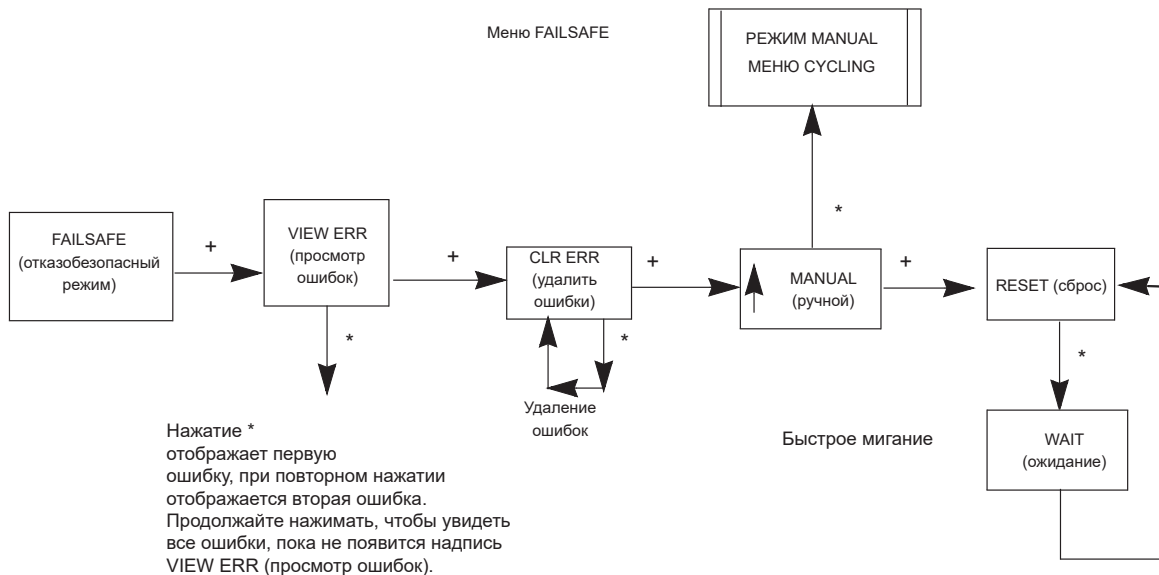 Меню FAILSAFE
РЕЖИМ MANUAL
МЕНЮ CYCLING
*
FAILSAFE
(отказобезопасный
режим)
+
VIEW ERR
(просмотр
ошибок)
+
CLR ERR
(удалить
ошибки)
+
MANUAL
(ручной)
+
RESET (сброс)
*
*
*
Удаление
ошибок
Нажатие *
отображает первую
ошибку, при повторном нажатии
отображается вторая ошибка.
Продолжайте нажимать, чтобы увидеть
все ошибки, пока не появится надпись
VIEW ERR (просмотр ошибок).
Быстрое мигание
WAIT
(ожидание)